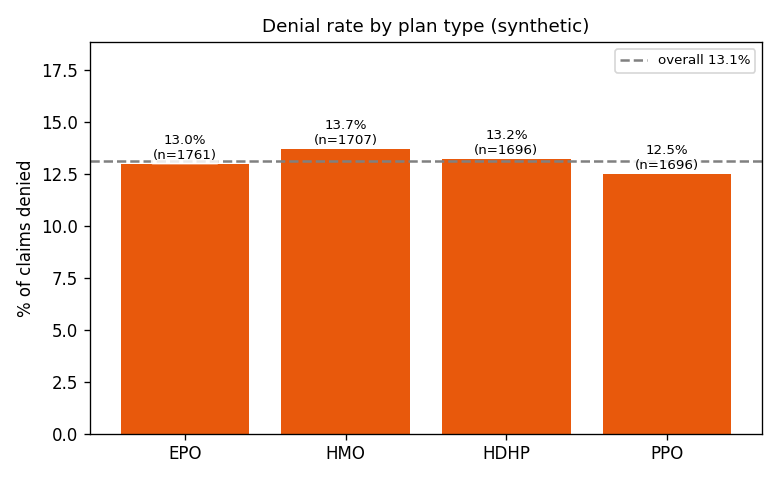 Denial rate by plan type (synthetic)
overall 13.1%
% of claims denied
17.5
15.0
12.5
10.0
7.5
5.0
2.5
0.0
13.0%
(n=1761)
13.7%
(n=1707)
13.2%
(n=1696)
12.5%
(n=1696)
EPO
HMO
HDHP
PPO